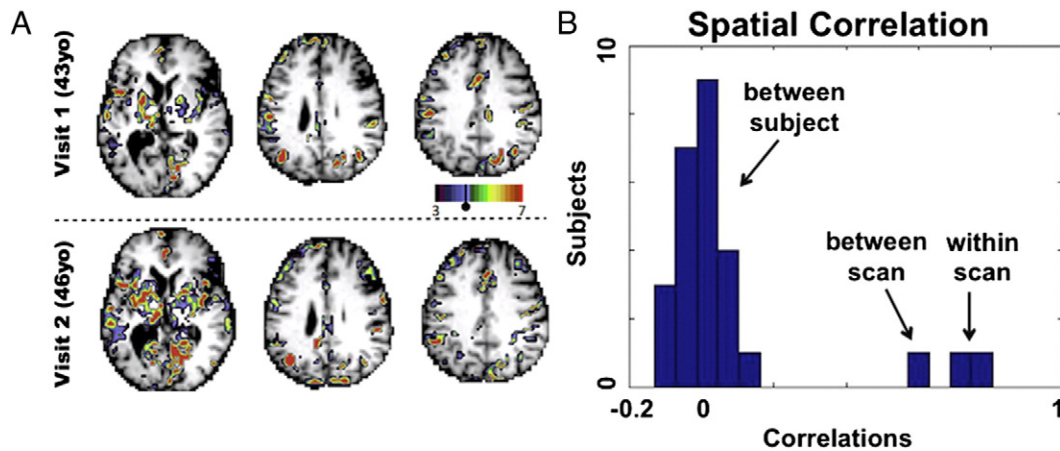 A
Visit 1 (43yo)
3
7
Visit 2 (46yo)
B
Spatial Correlation
10
Subjects
0
between
subject
between
scan
within
scan
-0.2
0
1
Correlations